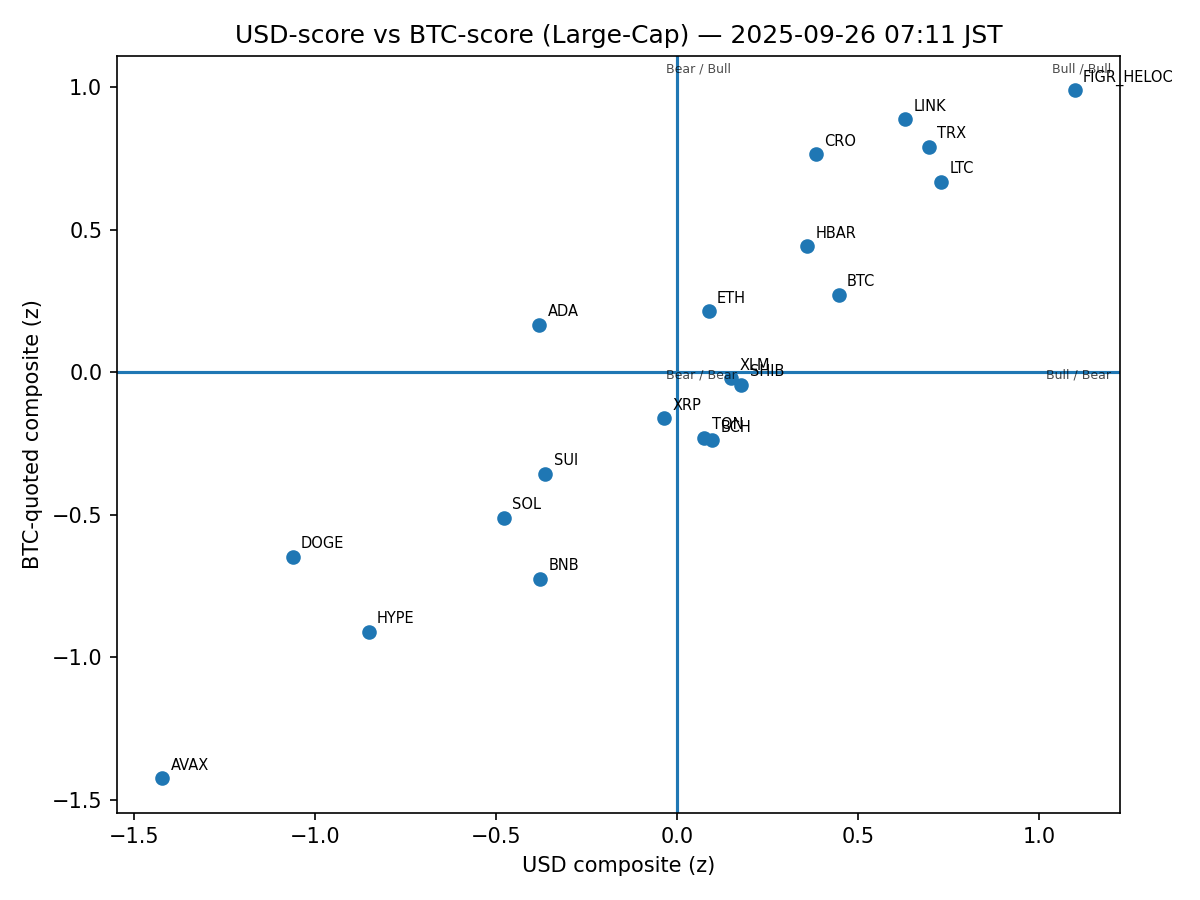 USD-score vs BTC-score (Large-Cap) — 2025-09-26 07:11 JST
Bear / Bull
Bull / Bull
FIGR_HELOC
LINK
TRX
CRO
LTC
HBAR
BTC
ETH
ADA
XLM
SHIB
Bear / Bear
Bull / Bear
XRP
TON
BCH
SUI
SOL
DOGE
BNB
HYPE
AVAX
1.0
0.5
0.0
−0.5
−1.0
−1.5
BTC-quoted composite (z)
−1.5 −1.0 −0.5 0.0 0.5 1.0
USD composite (z)